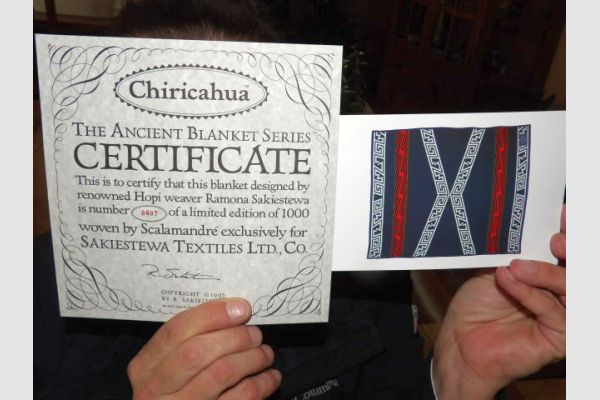 Chiricahua™
THE ANCIENT BLANKET SERIES
CERTIFICATE
This is to certify that this blanket designed by
renowned Hopi weaver Ramona Sakiestewa
is number 0607 of a limited edition of 1000
woven by Scalamandré exclusively for
SAKIESTEWA TEXTILES LTD., CO.
COPYRIGHT ©1995
BY R.